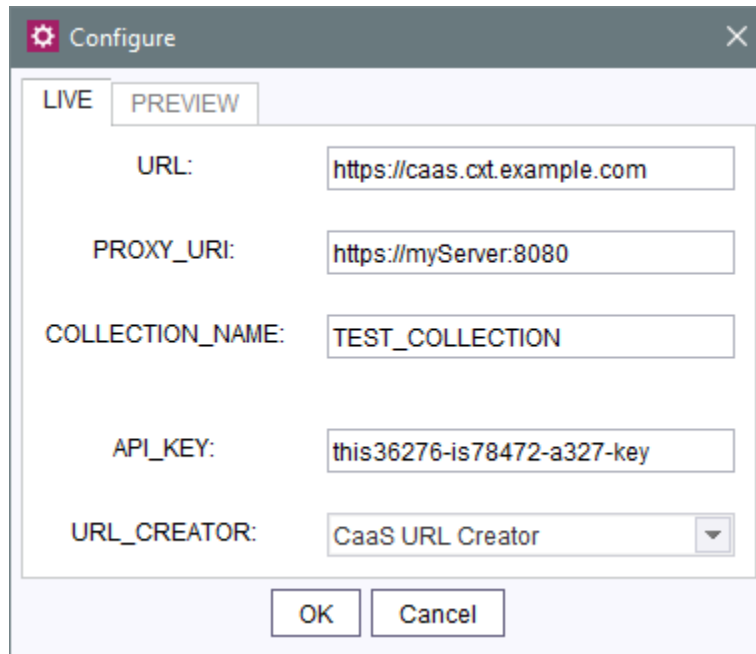 Configure
LIVE PREVIEW
URL: https://caas.cxt.example.com
PROXY_URI: https://myServer:8080
COLLECTION_NAME: TEST_COLLECTION
API_KEY: this36276-is78472-a327-key
URL_CREATOR: CaaS URL Creator
OK Cancel